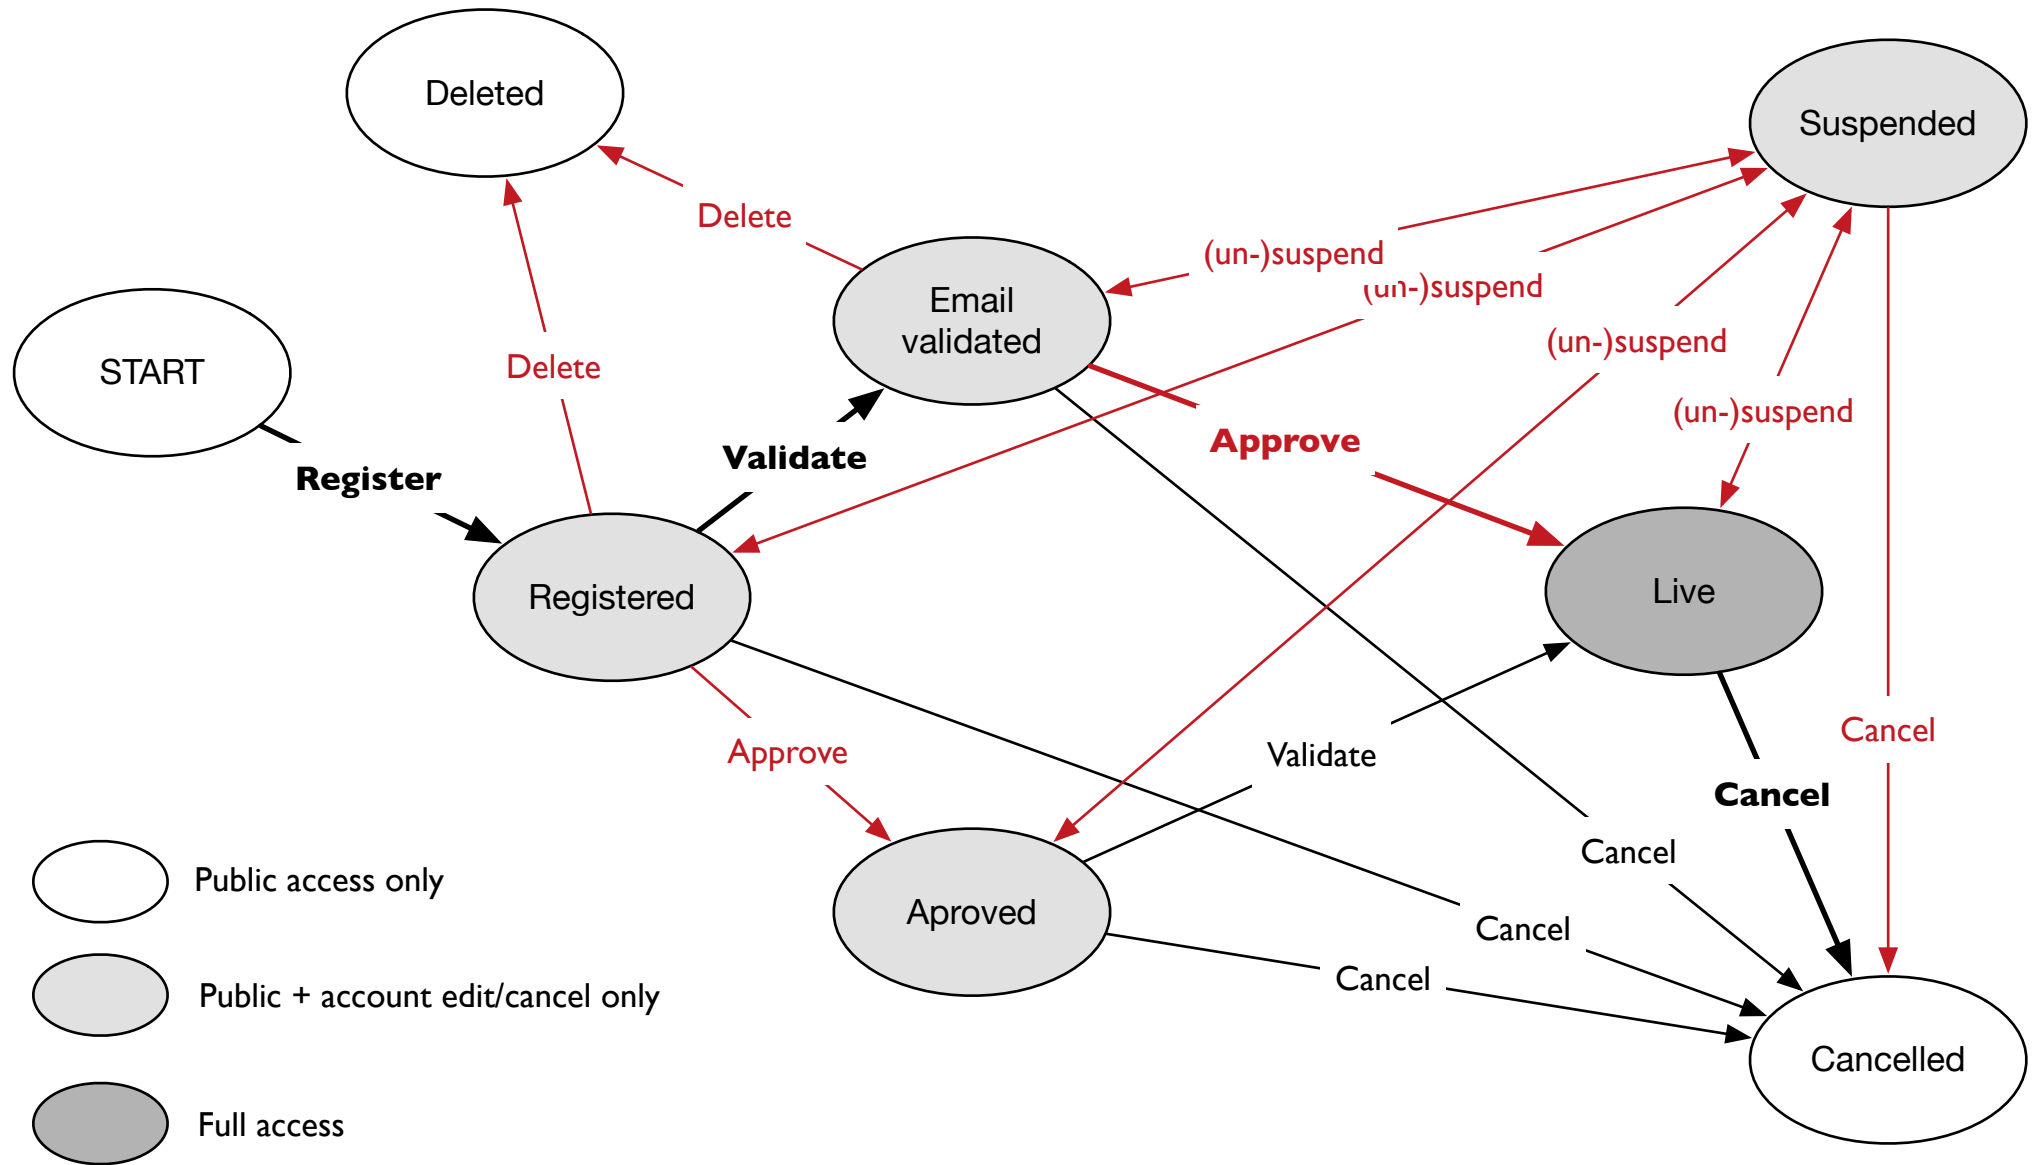 Deleted
Suspended
Delete
(un-)suspend
(un-)suspend
Email
validated
START
Delete
(un-)suspend
(un-)suspend
Approve
Validate
Register
Registered
Live
Cancel
Approve
Validate
Cancel
Cancel
Public access only
Aproved
Cancel
Cancel
Public + account edit/cancel only
Cancelled
Full access